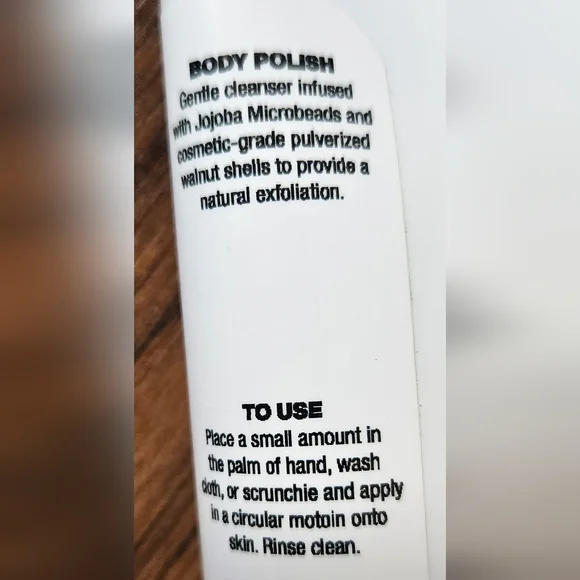 BODY POLISH
Gentle cleanser infused
with Jojoba Microbeads and
cosmetic-grade pulverized
walnut shells to provide a
natural exfoliation.
TO USE
Place a small amount in
the palm of hand, wash
cloth, or scrunchie and apply
in a circular motoin onto
skin. Rinse clean.